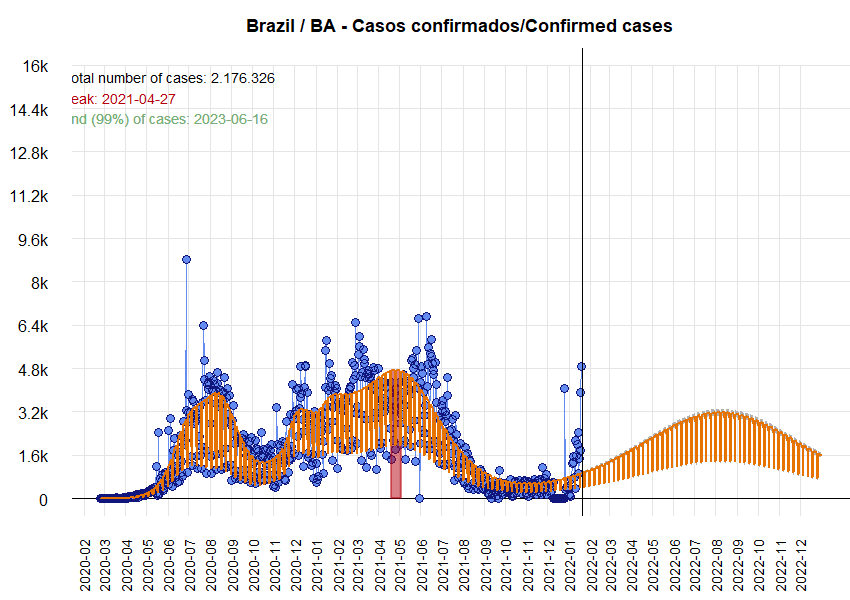 Brazil / BA - Casos confirmados/Confirmed cases
16k
14.4k
12.8k
11.2k
9.6k
8k
6.4k
4.8k
3.2k
1.6k
0
otal number of cases: 2.176.326
eak: 2021-04-27
nd (99%) of cases: 2023-06-16
2020-02
2020-03
2020-04
2020-05
2020-06
2020-07
2020-08
2020-09
2020-10
2020-11
2020-12
2021-01
2021-02
2021-03
2021-04
2021-05
2021-06
2021-07
2021-08
2021-09
2021-10
2021-11
2021-12
2022-01
2022-02
2022-03
2022-04
2022-05
2022-06
2022-07
2022-08
2022-09
2022-10
2022-11
2022-12